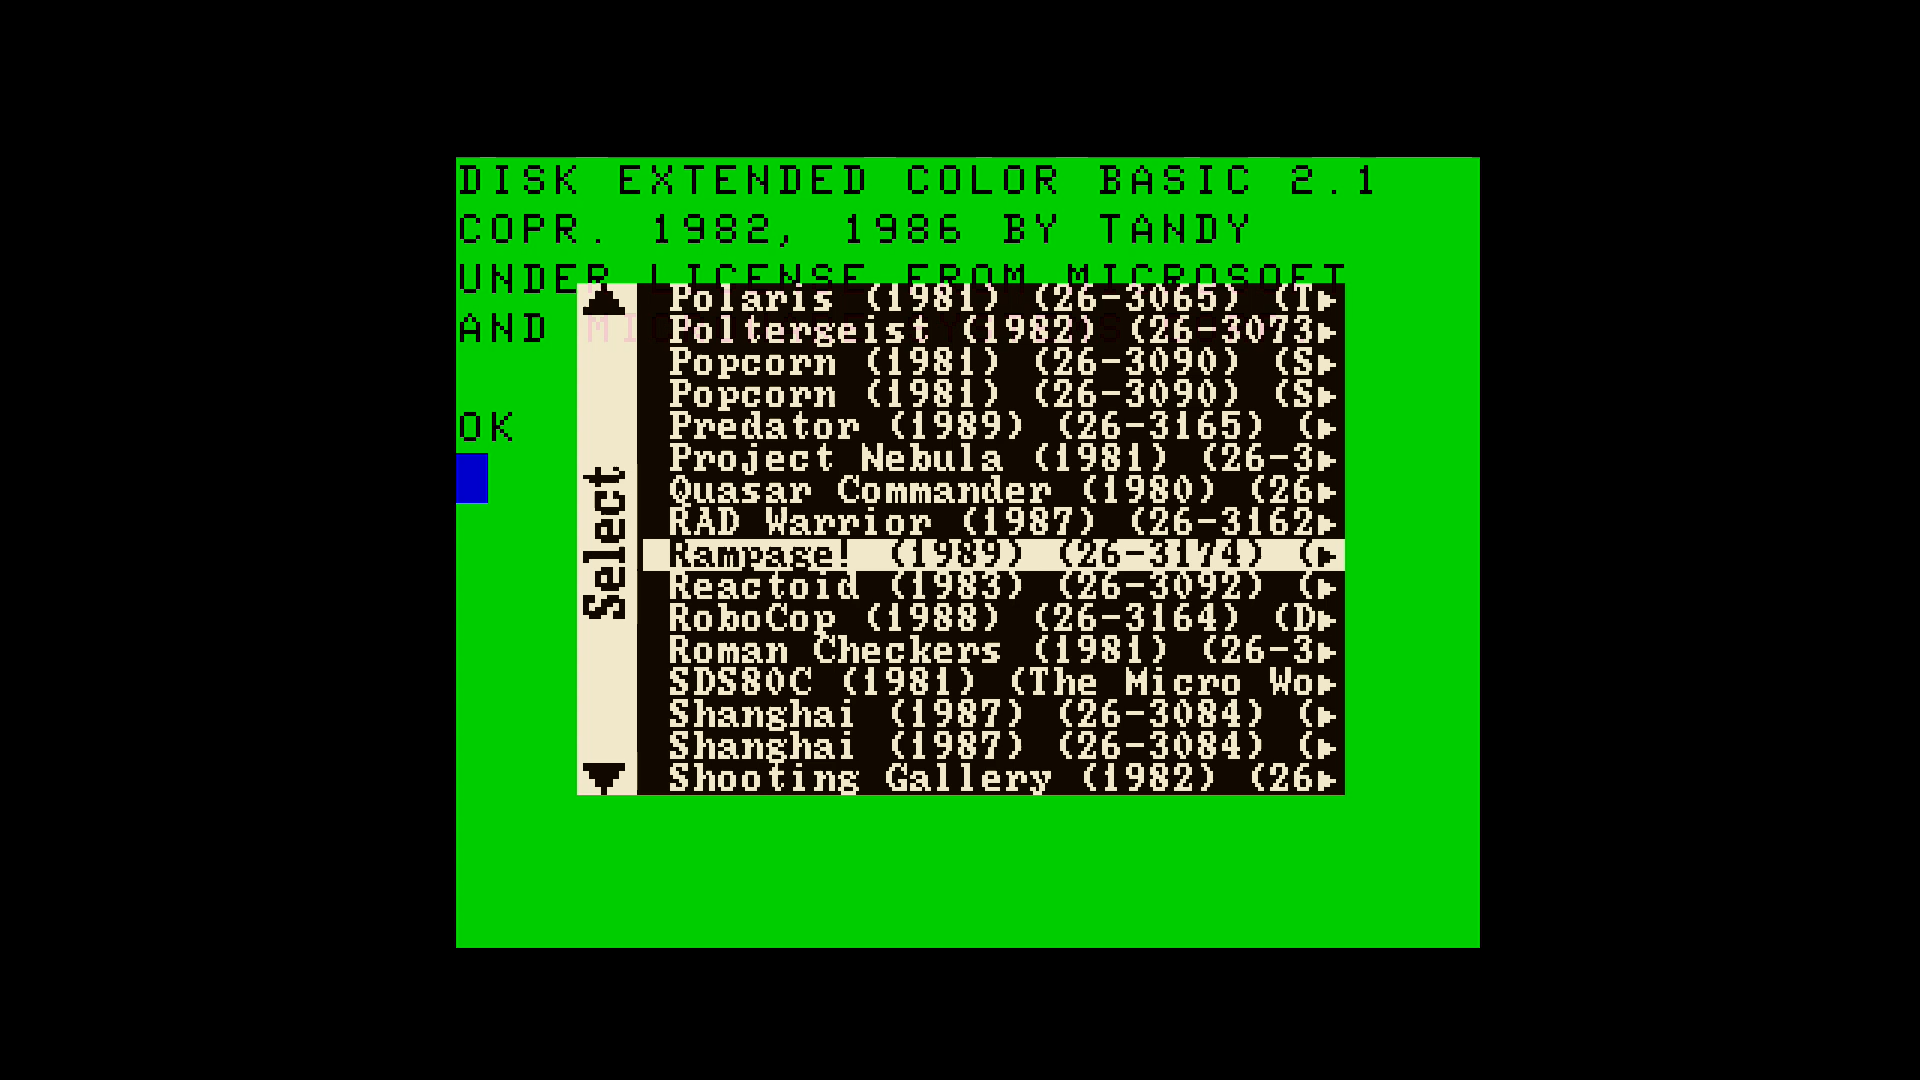 DISK EXTENDED COLOR BASIC 2.1
COPR. 1982, 1986 BY TANDY
UNDER LICENSE FROM MICROSOFT
AND
OK
Select
Polaris (1981) (26-3065) (T
Poltergeist (1982) (26-3073
Popcorn (1981) (26-3090) (S
Popcorn (1981) (26-3090) (S
Predator (1989) (26-3165) (
Project Nebula (1981) (26-3
Quasar Commander (1980) (26
RAD Warrior (1987) (26-3162
Rampage! (1989) (26-3174) (
Reactoid (1983) (26-3092) (
RoboCop (1988) (26-3164) (D
Roman Checkers (1981) (26-3
SDS80C (1981) (The Micro Wo
Shanghai (1987) (26-3084) (
Shanghai (1987) (26-3084) (
Shooting Gallery (1982) (26